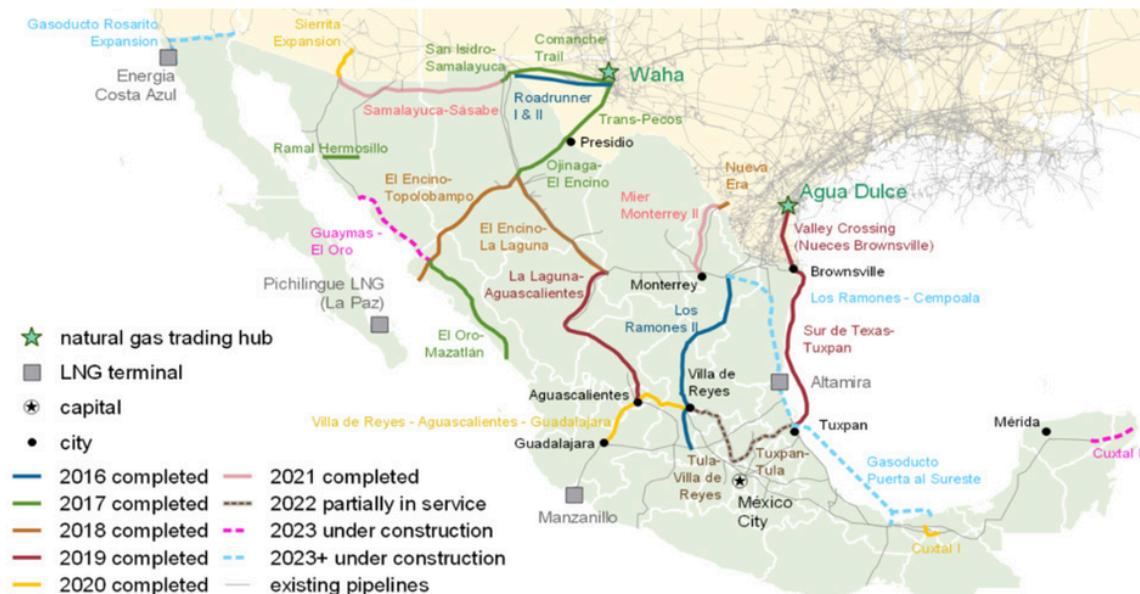 Gasoducto Rosarito
Expansion
Sierrita
Expansion
San Isidro-
Samalayuca
Comanche
Trail
Waha
Energia
Costa Azul
Samalayuca-Sásabe
Roadrunner
I & II
Trans-Pecos
Presidio
Ramal Hermosillo
El Encino-
Topolobampo
Ojinaga-
El Encino
Nueva
Era
Mier
Monterrey II
Agua Dulce
Guaymas -
El Oro
El Encino-
La Laguna
Valley Crossing
(Nueces Brownsville)
Pichilingue LNG
(La Paz)
La Laguna-
Aguascalientes
Monterrey
Brownsville
Los Ramones - Cempoala
Los
Ramones II
El Oro-
Mazatlán
Sur de Texas-
Tuxpan
natural gas trading hub
LNG terminal
capital
city
Villa de
Reyes
Altamira
Aguascalientes
Villa de Reyes - Aguascalientes - Guadalajara
Guadalajara
Tuxpan
Mérida
Tula-
Villa de
Reyes
Tuxpan-
Tula
Gasoducto
Puerta al Sureste
Cuxtal I
México
City
Manzanillo
Cuxtal I
2016 completed
2017 completed
2018 completed
2019 completed
2020 completed
2021 completed
2022 partially in service
2023 under construction
2023+ under construction
existing pipelines